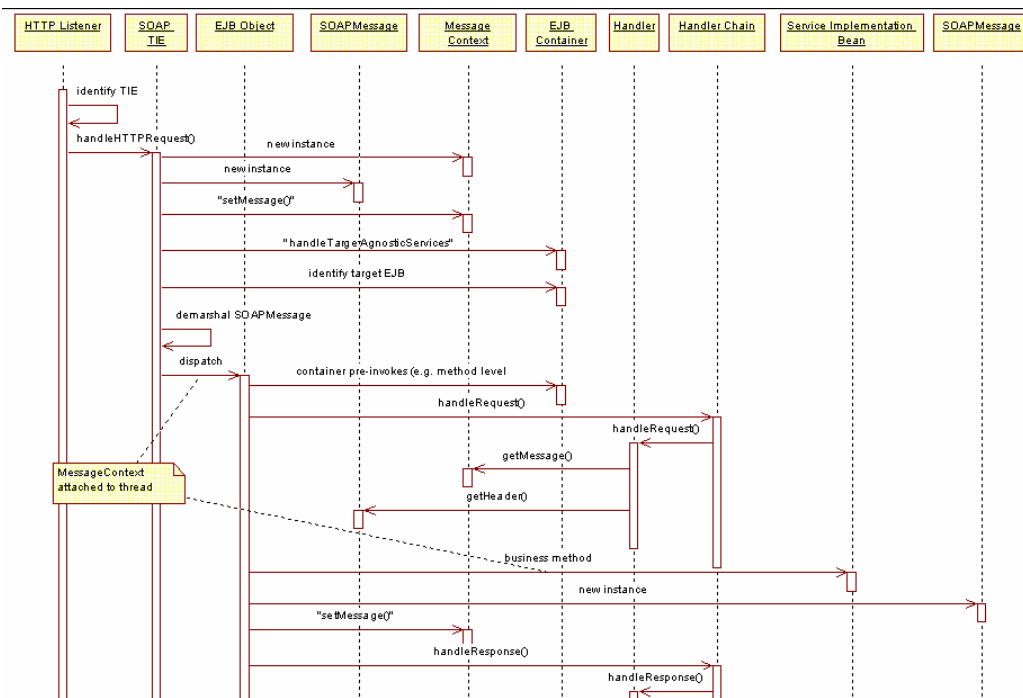 HTTP Listener
SOAP
TIE
EJB Object
SOAPMessage
Message
Context
EJB
Container
Handler
Handler Chain
Service Implementation
Bean
SOAPMessage
identify TIE
handleHTTPRequest()
new instance
new instance
"setMessage()"
"handleTargeAgnosticServices"
identify target EJB
demarshal SOAPMessage
dispatch
container pre-invokes (e.g. method level
handleRequest()
handleRequest()
getMessage()
MessageContext
attached to thread
getHeader()
business method
new instance
"setMessage()"
handleResponse()
handleResponse()